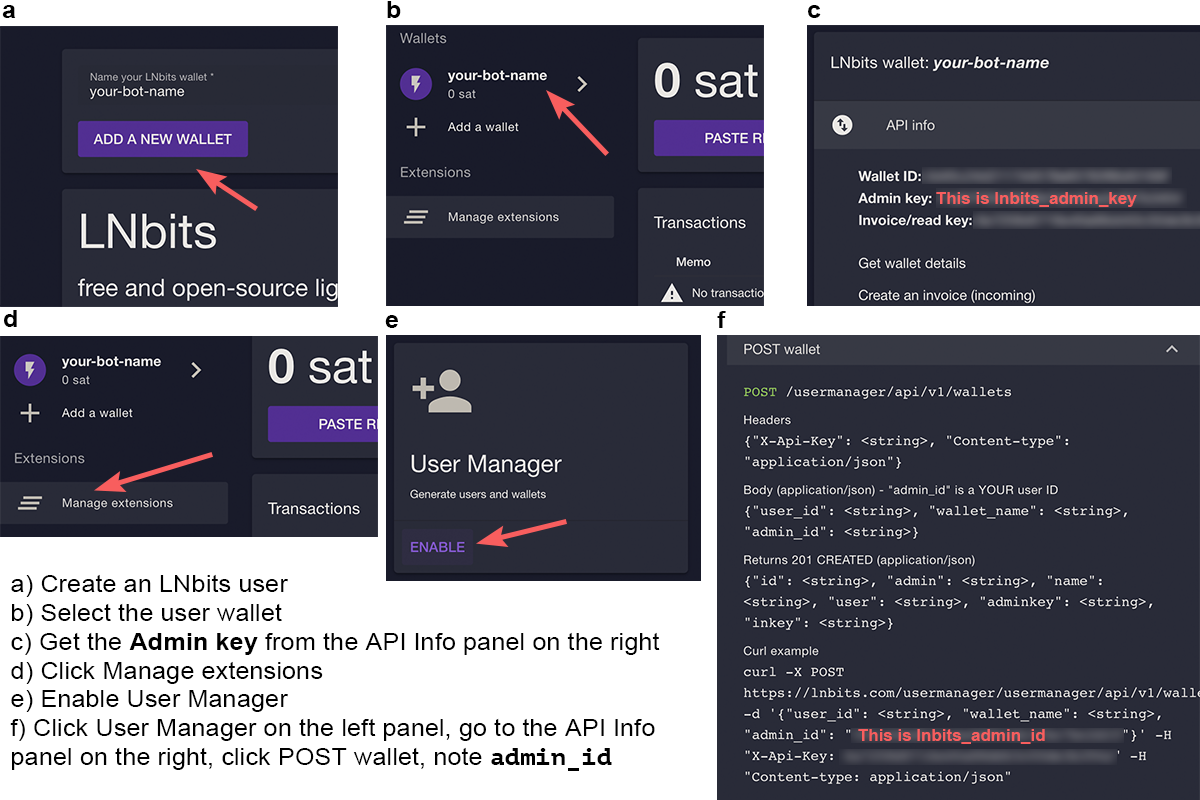 a
Name your LNbits wallet *
your-bot-name
ADD A NEW WALLET
LNbits
free and open-source lig
b
Wallets
your-bot-name
0 sat
Add a wallet
Extensions
Manage extensions
0 sat
PASTE R
Transactions
Memo
No transactio
c
LNbits wallet: your-bot-name
API info
Wallet ID:
Admin key: This is lnbits_admin_key
Invoice/read key:
Get wallet details
Create an invoice (incoming)
d
your-bot-name
0 sat
Add a wallet
Extensions
Manage extensions
0 sat
PASTE R
Transactions
e
User Manager
Generate users and wallets
ENABLE
f
POST wallet
POST /usermanager/api/v1/wallets
Headers
{"X-Api-Key": <string>, "Content-type":
"application/json"}
Body (application/json) - "admin_id" is a YOUR user ID
{"user_id": <string>, "wallet_name": <string>,
"admin_id": <string>}
Returns 201 CREATED (application/json)
{"id": <string>, "admin": <string>, "name":
<string>, "user": <string>, "adminkey": <string>,
"inkey": <string>}
Curl example
curl -X POST
https://lnbits.com/usermanager/usermanager/api/v1/walle
-d '{"user_id": <string>, "wallet_name": <string>,
"admin_id": " This is lnbits_admin_id "}' -H
"X-Api-Key: ' -H
"Content-type: application/json"
a) Create an LNbits user
b) Select the user wallet
c) Get the Admin key from the API Info panel on the right
d) Click Manage extensions
e) Enable User Manager
f) Click User Manager on the left panel, go to the API Info
panel on the right, click POST wallet, note admin_id